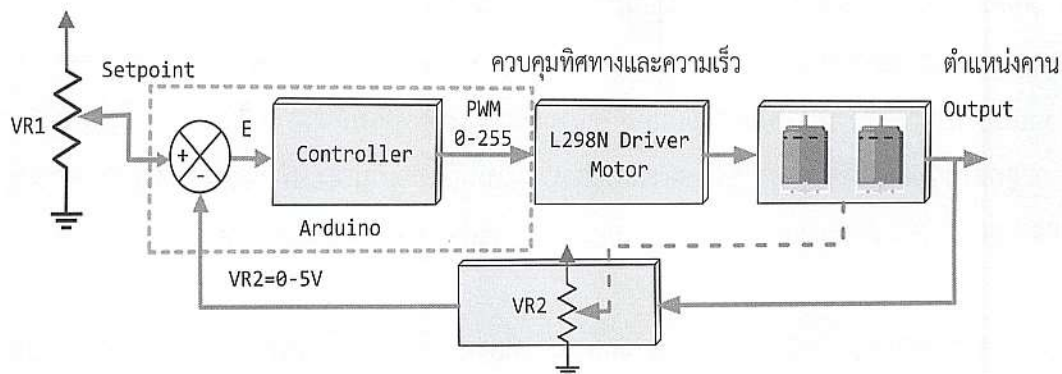 ควบคุมทิศทางและความเร็ว
ตำแหน่งคาน
Setpoint
Output
VR1
+
-
E
Controller
PWM
0-255
L298N Driver
Motor
Arduino
VR2=0-5V
VR2